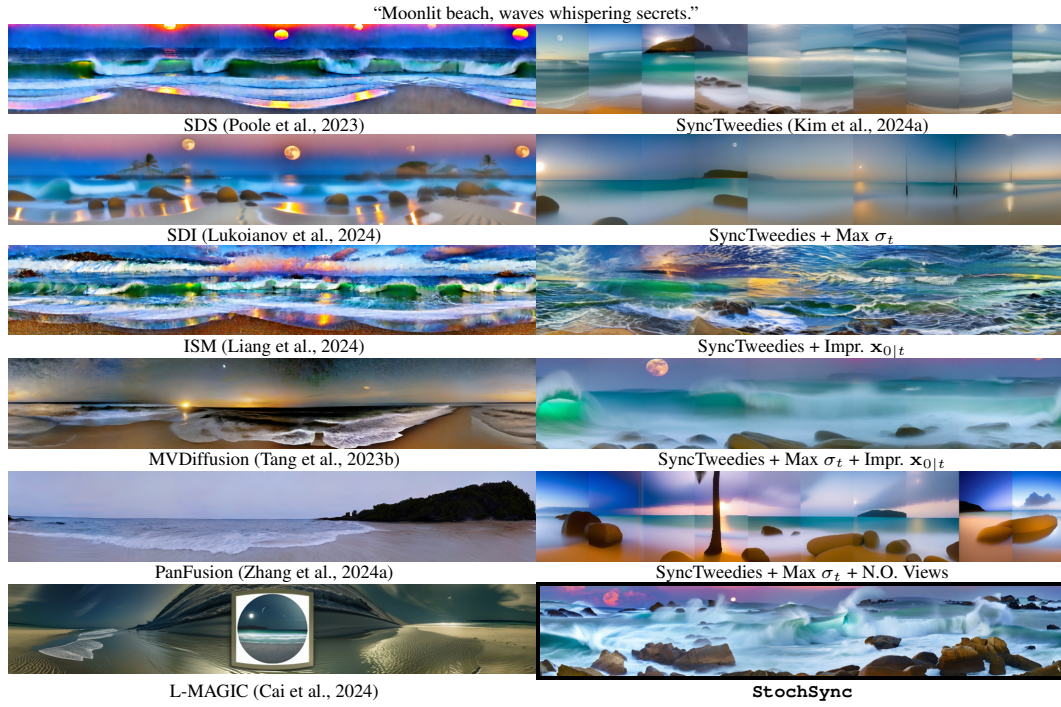 “Moonlit beach, waves whispering secrets.”
SDS (Poole et al., 2023)
SyncTweedies (Kim et al., 2024a)
SDI (Lukoianov et al., 2024)
SyncTweedies + Max σₜ
ISM (Liang et al., 2024)
SyncTweedies + Impr. x₀|ₜ
MVDiffusion (Tang et al., 2023b)
SyncTweedies + Max σₜ + Impr. x₀|ₜ
PanFusion (Zhang et al., 2024a)
SyncTweedies + Max σₜ + N.O. Views
L-MAGIC (Cai et al., 2024)
StochSync